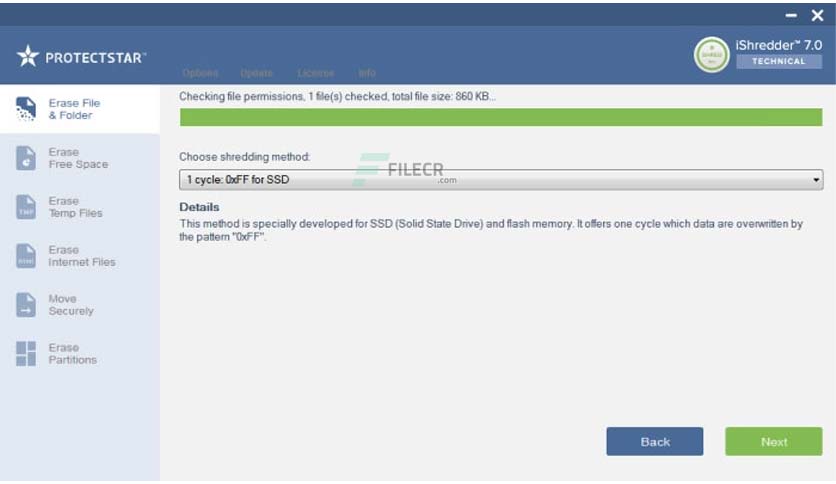 PROTECTSTAR™
iShredder™ 7.0
TECHNICAL
Options Update License Info
Erase File
& Folder
Erase
Free Space
Erase
Temp Files
Erase
Internet Files
Move
Securely
Erase
Partitions
Checking file permissions, 1 file(s) checked, total file size: 860 KB...
Choose shredding method:
FILECR
.com
1 cycle: 0xFF for SSD
Details
This method is specially developed for SSD (Solid State Drive) and flash memory. It offers one cycle which data are overwritten by
the pattern "0xFF".
Back
Next